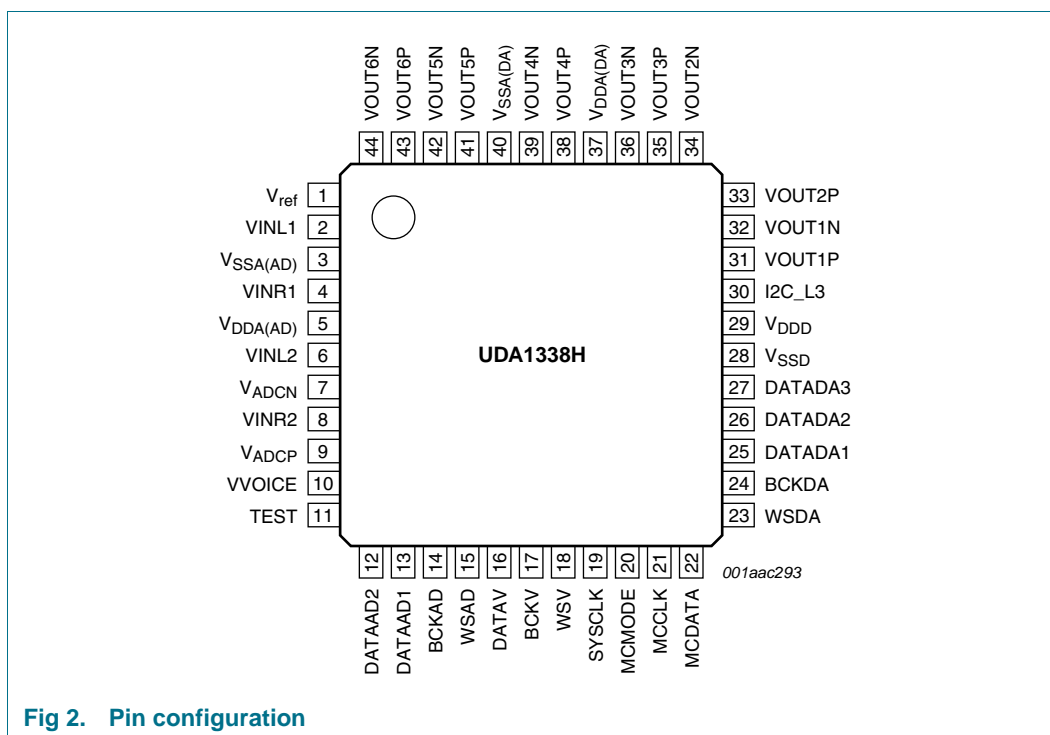 VOUT6N
VOUT6P
VOUT5N
VOUT5P
VSSA(DA)
VOUT4N
VOUT4P
VDDA(DA)
VOUT3N
VOUT3P
VOUT2N
44
43
42
41
40
39
38
37
36
35
34
Vref 1
VINL1 2
VSSA(AD) 3
VINR1 4
VDDA(AD) 5
VINL2 6
VADCN 7
VINR2 8
VADCP 9
VVOICE 10
TEST 11
UDA1338H
33 VOUT2P
32 VOUT1N
31 VOUT1P
30 I2C_L3
29 VDDD
28 VSSD
27 DATADA3
26 DATADA2
25 DATADA1
24 BCKDA
23 WSDA
12
13
14
15
16
17
18
19
20
21
22
DATAAD2
DATAAD1
BCKAD
WSAD
DATAV
BCKV
WSV
SYSCLK
MCMODE
MCCLK
MCDATA
001aac293
Fig 2. Pin configuration